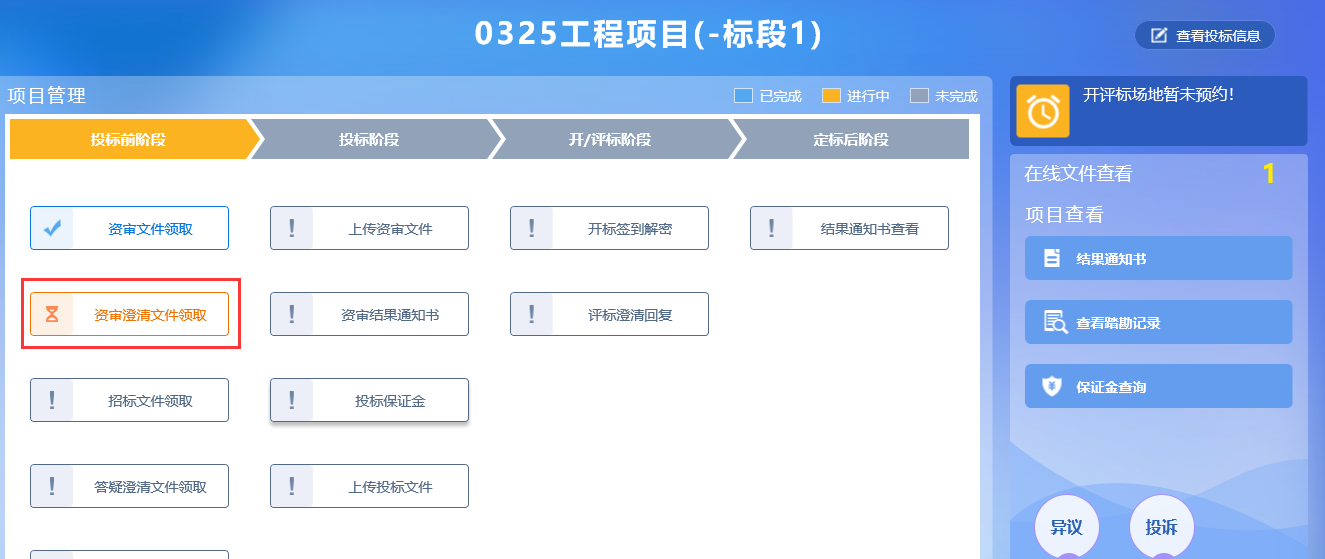 0325工程项目(-标段1)
查看投标信息
项目管理
已完成
进行中
未完成
投标前阶段
投标阶段
开/评标阶段
定标后阶段
资审文件领取
上传资审文件
开标签到解密
结果通知书查看
资审澄清文件领取
资审结果通知书
评标澄清回复
招标文件领取
投标保证金
答疑澄清文件领取
上传投标文件
开评标场地暂未预约!
在线文件查看
1
项目查看
结果通知书
查看踏勘记录
保证金查询
异议
投诉